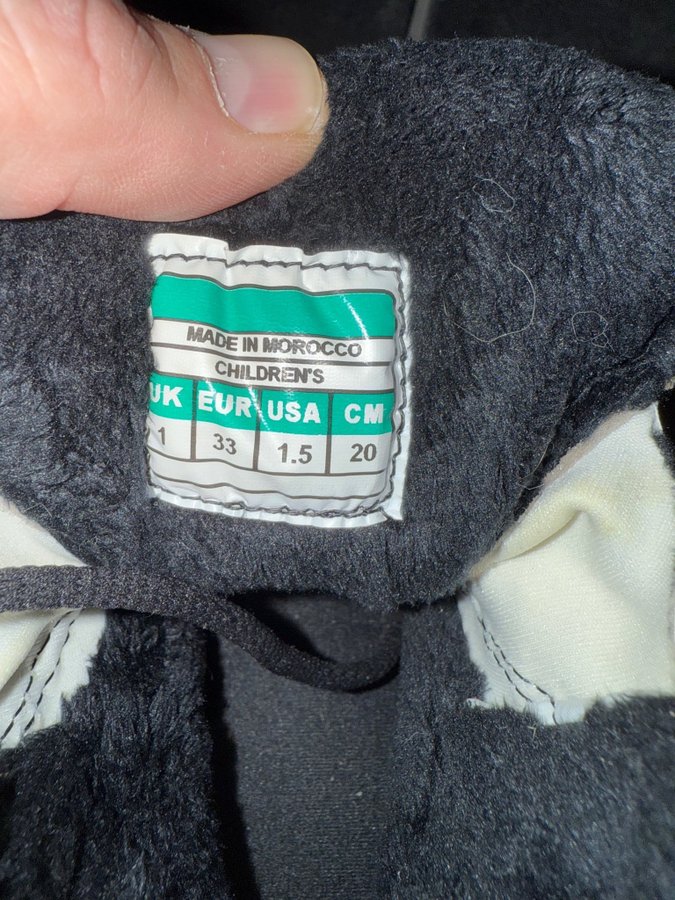 MADE IN MOROCCO
CHILDREN'S
UK EUR USA CM
1 33 1.5 20